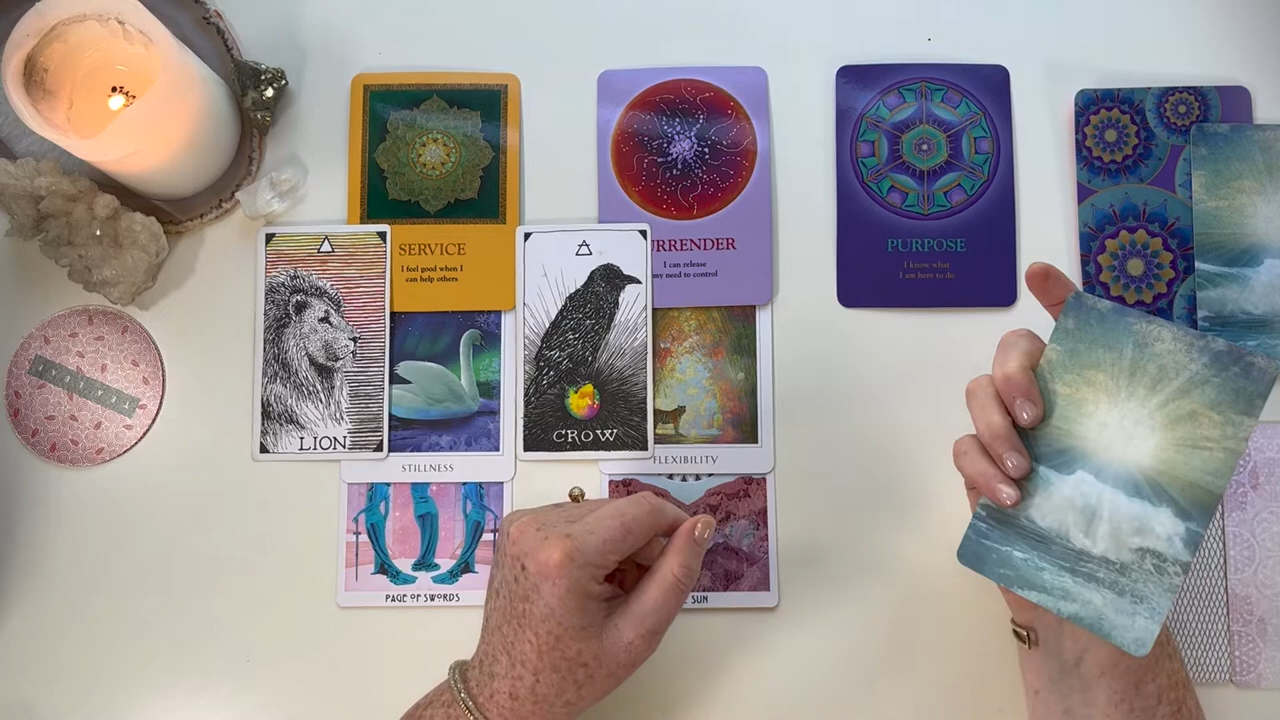 SERVICE
I feel good when I
can help others
URRENDER
I can release
my need to control
PURPOSE
I know what
I am here to do
LION
CROW
STILLNESS
FLEXIBILITY
PAGE OF SWORDS
SUN